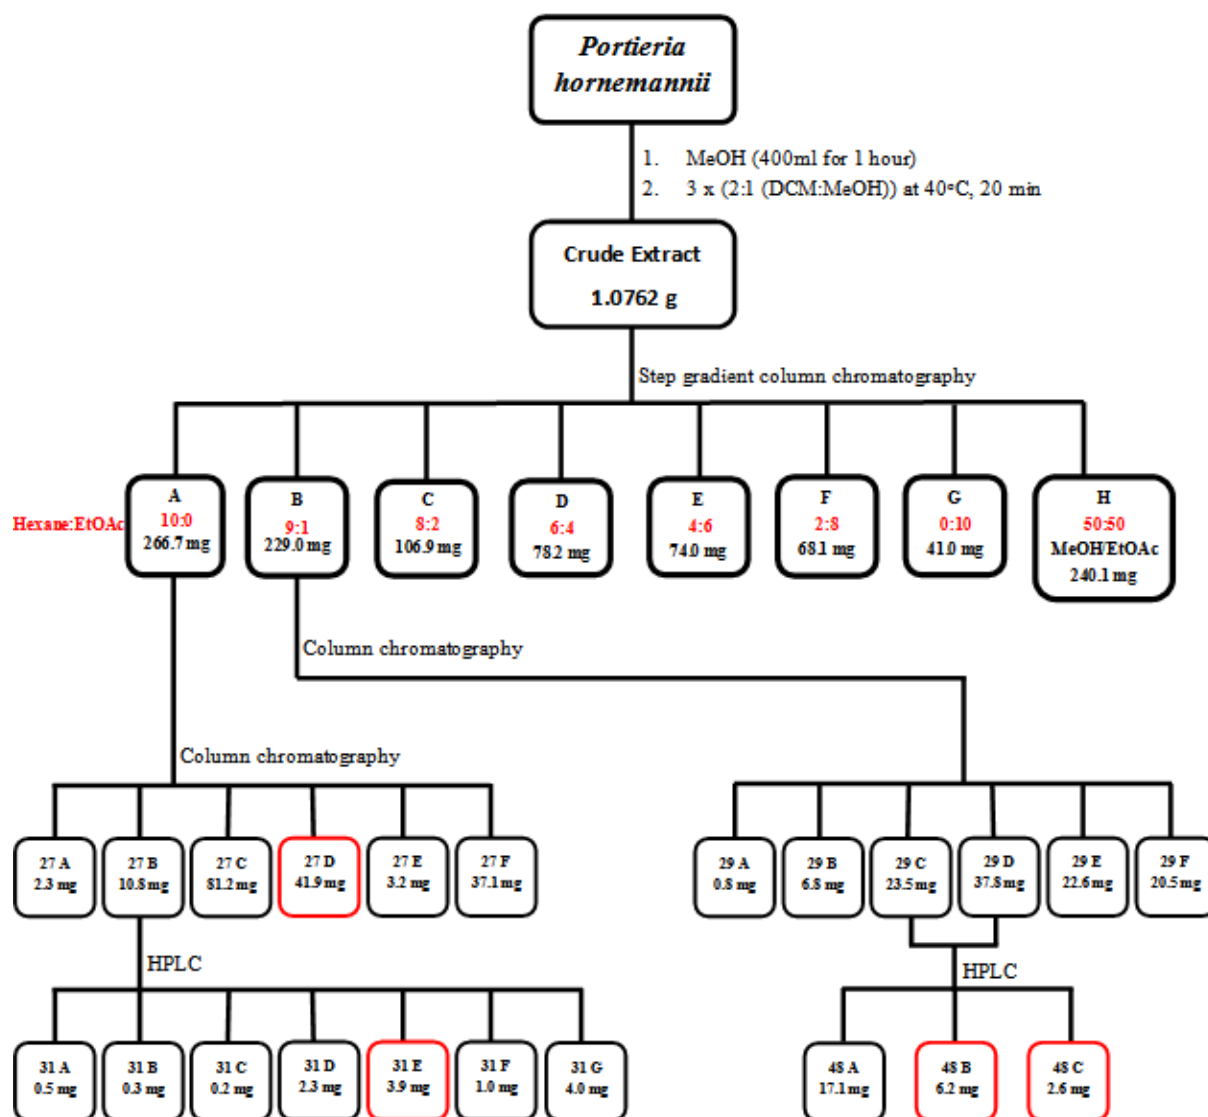 Portieria
hornemannii
1. MeOH (400ml for 1 hour)
2. 3 x (2:1 (DCM:MeOH)) at 40°C, 20 min
Crude Extract
1.0762 g
Step gradient column chromatography
Hexane:EtOAc
A
10:0
266.7 mg
B
9:1
229.0 mg
C
8:2
106.9 mg
D
6:4
78.2 mg
E
4:6
74.0 mg
F
2:8
68.1 mg
G
0:10
41.0 mg
H
50:50
MeOH/EtOAc
240.1 mg
Column chromatography
Column chromatography
27 A
2.3 mg
27 B
10.8 mg
27 C
81.2 mg
27 D
41.9 mg
27 E
3.2 mg
27 F
37.1 mg
29 A
0.8 mg
29 B
6.8 mg
29 C
23.5 mg
29 D
37.8 mg
29 E
22.6 mg
29 F
20.5 mg
HPLC
HPLC
31 A
0.5 mg
31 B
0.3 mg
31 C
0.2 mg
31 D
2.3 mg
31 E
3.9 mg
31 F
1.0 mg
31 G
4.0 mg
48 A
17.1 mg
48 B
6.2 mg
48 C
2.6 mg